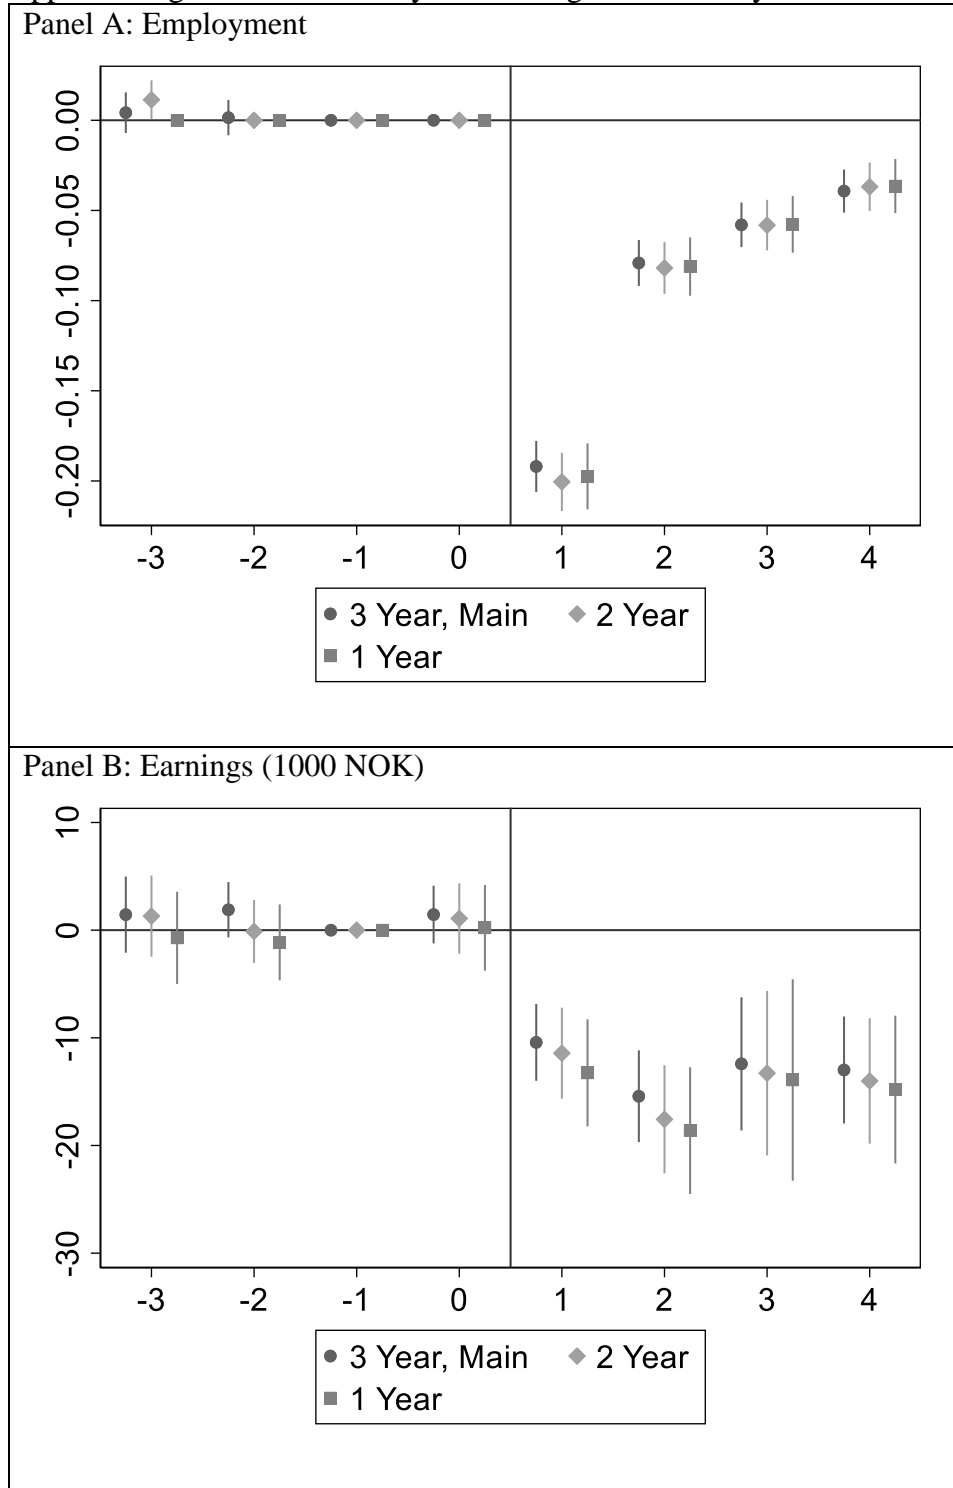 Panel A: Employment
0.00
-0.05
-0.10
-0.15
-0.20
-3 -2 -1 0 1 2 3 4
3 Year, Main 2 Year
1 Year
Panel B: Earnings (1000 NOK)
10
0
-10
-20
-30
-3 -2 -1 0 1 2 3 4
3 Year, Main 2 Year
1 Year